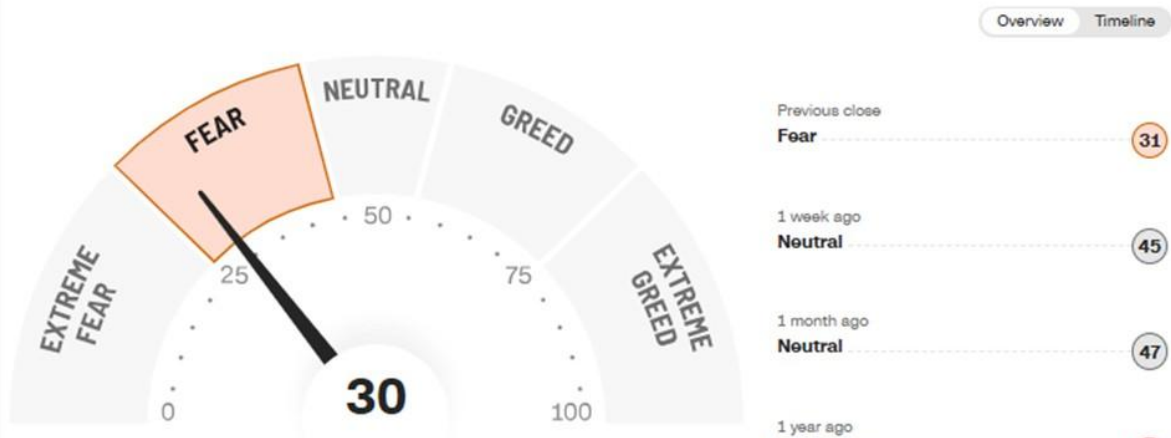 Overview Timeline
NEUTRAL
FEAR
GREED
EXTREME
FEAR
EXTREME
GREED
50
25
75
0
100
30
Previous close
Fear 31
1 week ago
Neutral 45
1 month ago
Neutral 47
1 year ago